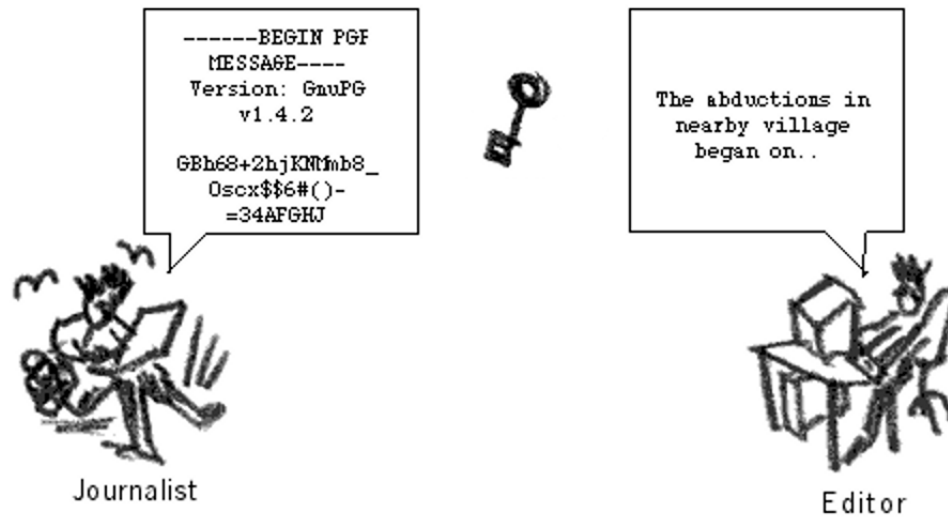 ------BEGIN PGP
MESSAGE----
Version: GnuPG
v1.4.2
GBh68+2hjKNMmb8_
Oscx$$6#()-
=34AFGHJ
The abductions in
nearby village
began on..
Journalist
Editor